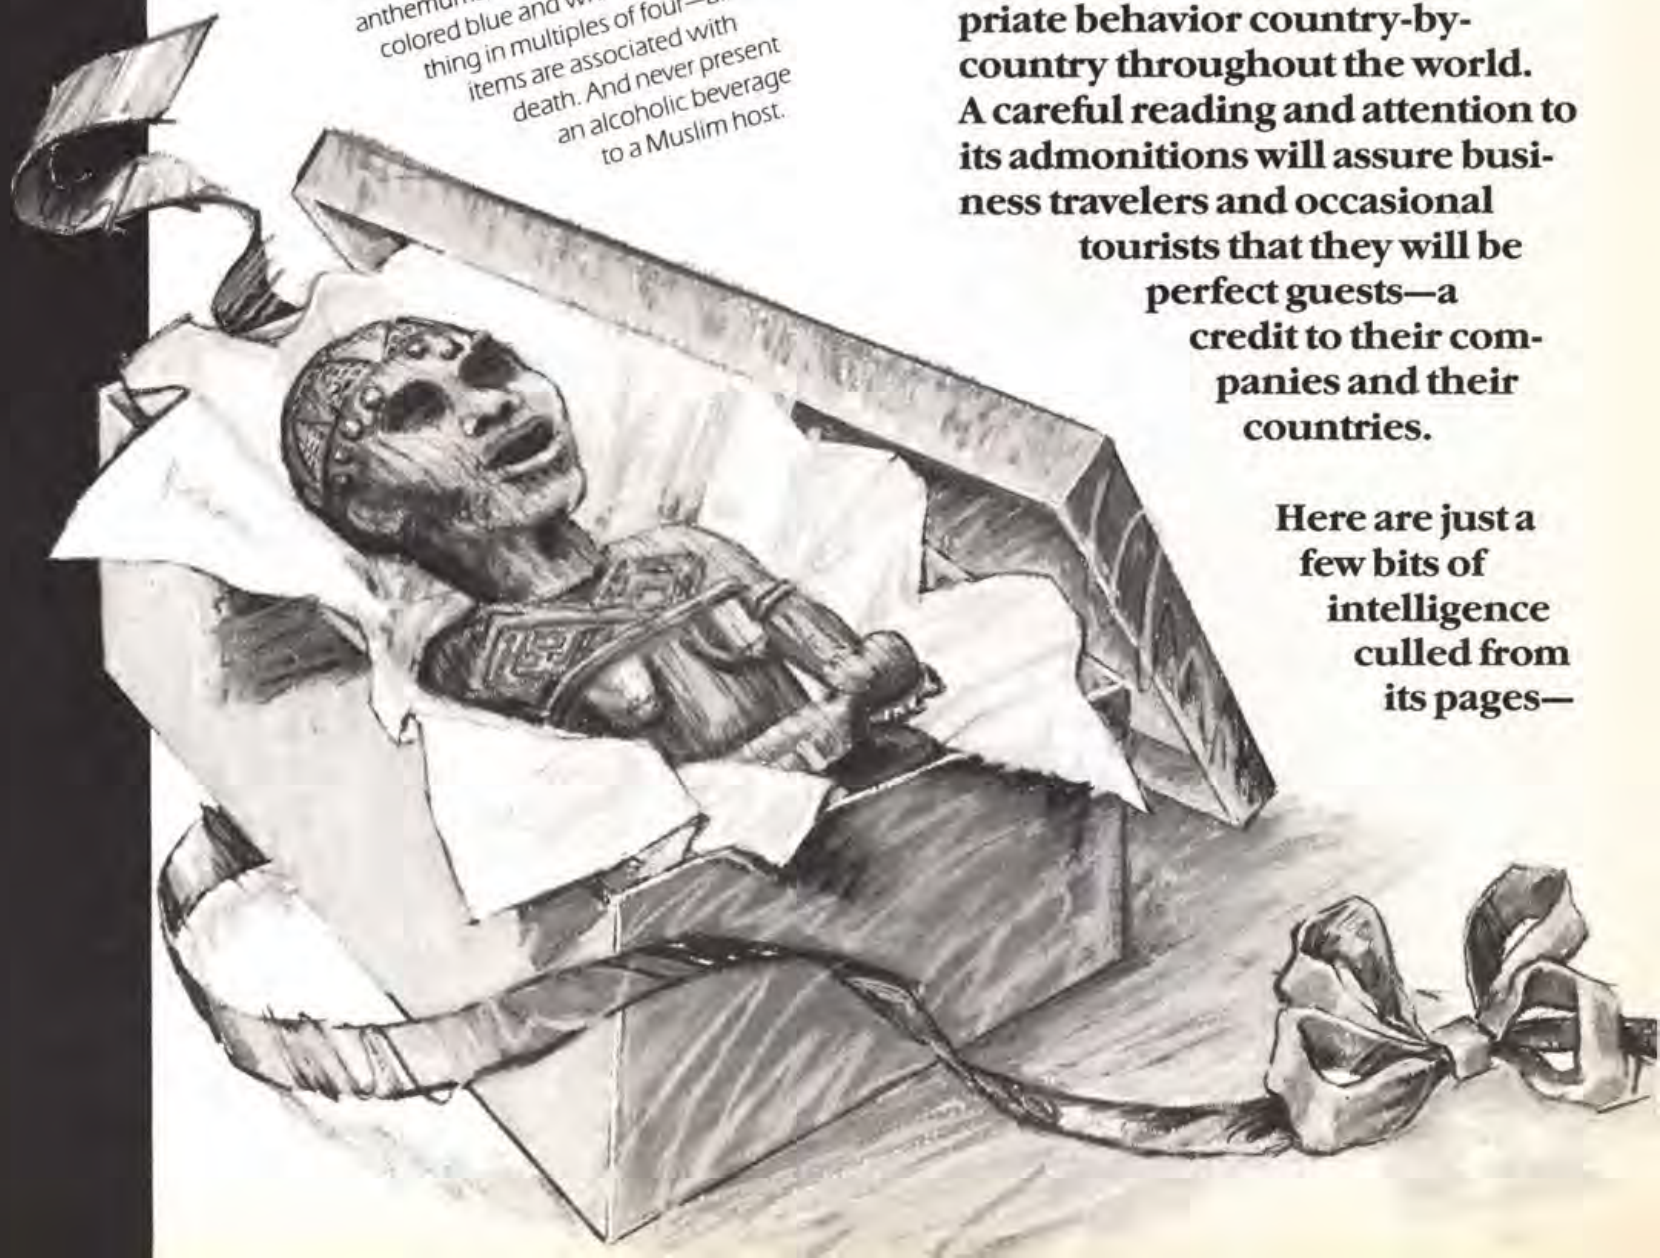 colored blue and
thing in multiples of four—
items are associated with
death. And never present
an alcoholic beverage
to a Muslim host.
priate behavior country-by-
country throughout the world.
A careful reading and attention to
its admonitions will assure busi-
ness travelers and occasional
tourists that they will be
perfect guests—a
credit to their com-
panies and their
countries.
Here are just a
few bits of
intelligence
culled from
its pages—